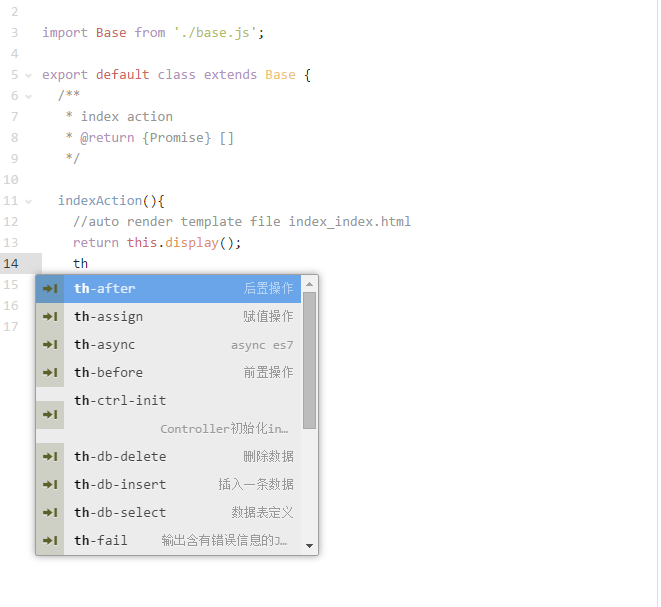 2
3 import Base from './base.js';
4
5 export default class extends Base {
6 /**
7 * index action
8 * @return {Promise} []
9 */
10
11 indexAction(){
12 //auto render template file index_index.html
13 return this.display();
14 th
15
16
17
th-after 后置操作
th-assign 赋值操作
th-async async es7
th-before 前置操作
th-ctrl-init
Controller初始化in…
th-db-delete 删除数据
th-db-insert 插入一条数据
th-db-select 数据表定义
th-fail 输出含有错误信息的J…